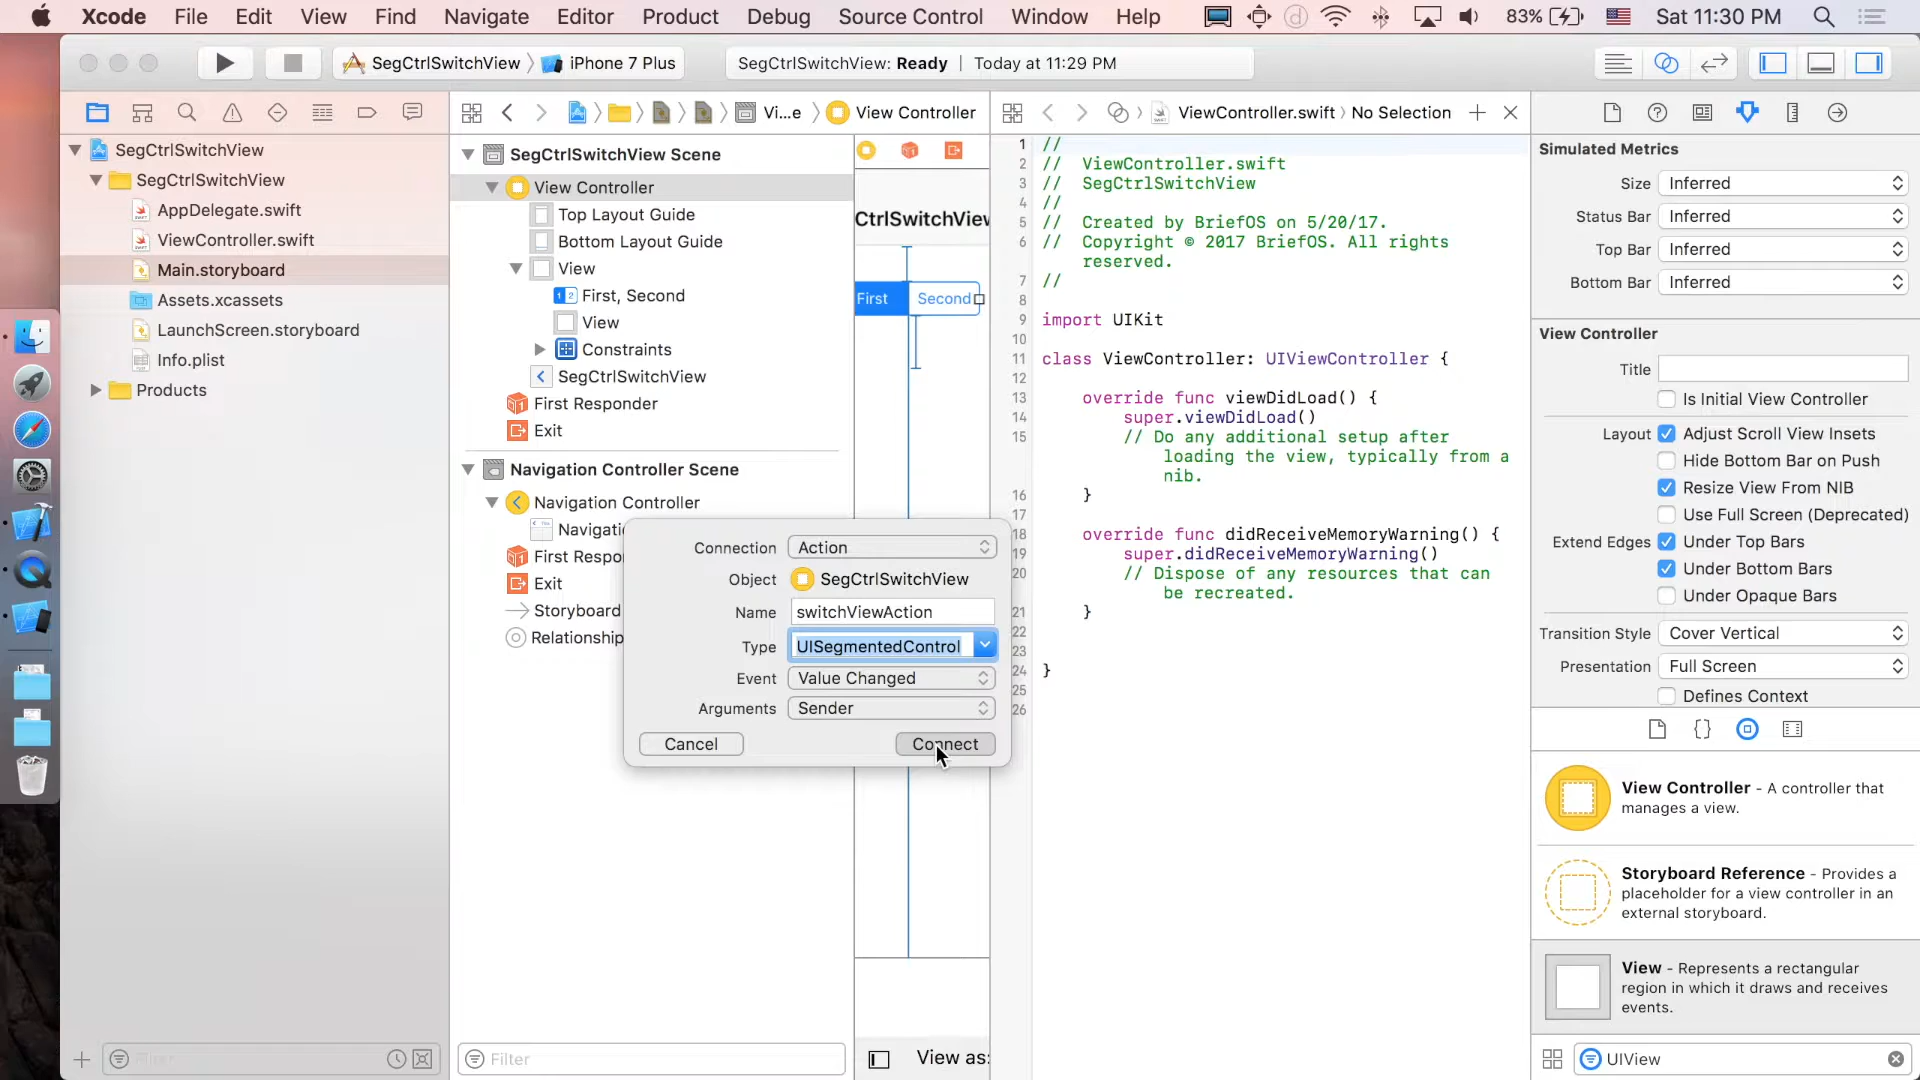 Xcode File Edit View Find Navigate Editor Product Debug Source Control Window Help 83% Sat 11:30 PM
SegCtrlSwitchView iPhone 7 Plus
SegCtrlSwitchView: Ready | Today at 11:29 PM
Vi...e View Controller
ViewController.swift No Selection
SegCtrlSwitchView
SegCtrlSwitchView
AppDelegate.swift
ViewController.swift
Main.storyboard
Assets.xcassets
LaunchScreen.storyboard
Info.plist
Products
SegCtrlSwitchView Scene
View Controller
Top Layout Guide
Bottom Layout Guide
View
First, Second
View
Constraints
SegCtrlSwitchView
First Responder
Exit
Navigation Controller Scene
Navigation Controller
Navigati
First Respo
Exit
Storyboard
Relationship
CtrlSwitchView
First Second
Connection Action
Object SegCtrlSwitchView
Name switchViewAction
Type UISegmentedControl
Event Value Changed
Arguments Sender
Cancel Connect
1 //
2 // ViewController.swift
3 // SegCtrlSwitchView
4 //
5 // Created by BriefOS on 5/20/17.
6 // Copyright © 2017 BriefOS. All rights
reserved.
7 //
8
9 import UIKit
10
11 class ViewController: UIViewController {
12
13 override func viewDidLoad() {
14 super.viewDidLoad()
15 // Do any additional setup after
loading the view, typically from a
nib.
16 }
17
18 override func didReceiveMemoryWarning() {
19 super.didReceiveMemoryWarning()
20 // Dispose of any resources that can
be recreated.
21 }
22
23
24 }
25
26
Simulated Metrics
Size Inferred
Status Bar Inferred
Top Bar Inferred
Bottom Bar Inferred
View Controller
Title
Is Initial View Controller
Layout Adjust Scroll View Insets
Hide Bottom Bar on Push
Resize View From NIB
Use Full Screen (Deprecated)
Extend Edges Under Top Bars
Under Bottom Bars
Under Opaque Bars
Transition Style Cover Vertical
Presentation Full Screen
Defines Context
View Controller - A controller that
manages a view.
Storyboard Reference - Provides a
placeholder for a view controller in an
external storyboard.
View - Represents a rectangular
region in which it draws and receives
events.
Filter
Filter
View as:
UIView